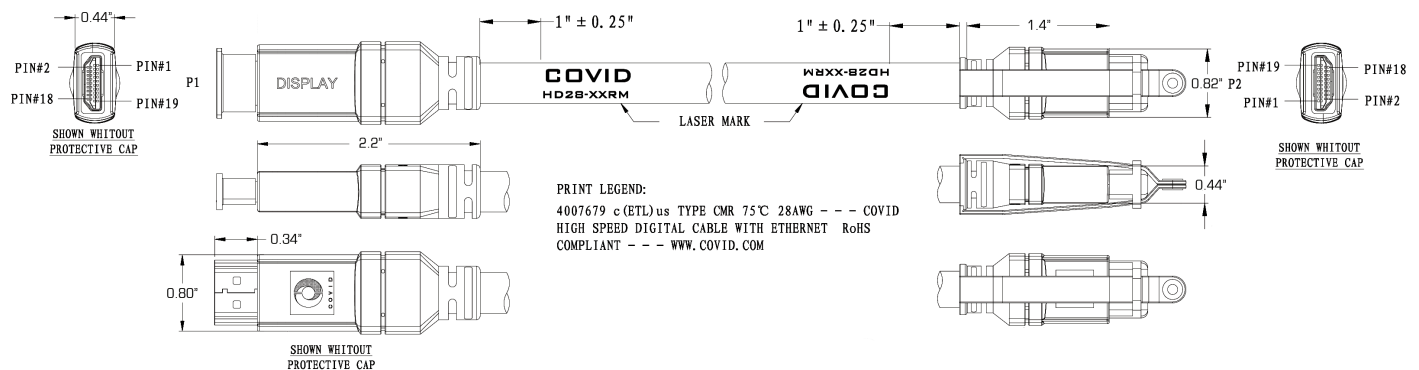 0.44"
PIN#2
PIN#1
PIN#18
PIN#19
SHOWN WHITOUT
PROTECTIVE CAP
P1
DISPLAY
1" ± 0.25"
COVID
HD28-XXRM
LASER MARK
1" ± 0.25"
COVID
HD28-XXRM
1.4"
0.82"
P2
PIN#19
PIN#18
PIN#1
PIN#2
SHOWN WHITOUT
PROTECTIVE CAP
2.2"
PRINT LEGEND:
4007679 c(ETL)us TYPE CMR 75℃ 28AWG - - - COVID
HIGH SPEED DIGITAL CABLE WITH ETHERNET RoHS
COMPLIANT - - - WWW.COVID.COM
0.44"
0.34"
0.80"
COVID
SHOWN WHITOUT
PROTECTIVE CAP